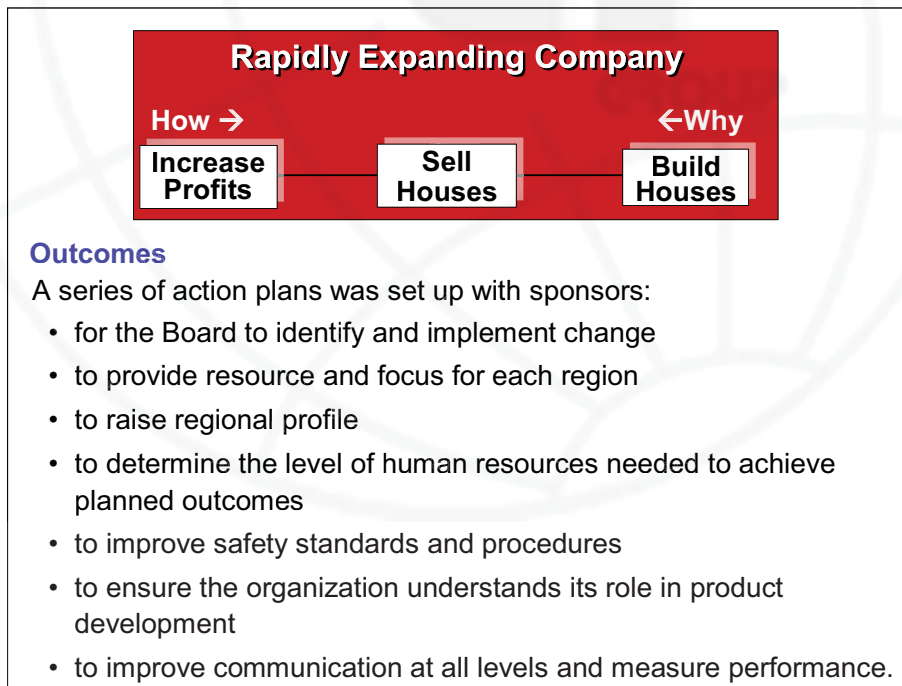 Rapidly Expanding Company
How →
←Why
Increase
Profits
Sell
Houses
Build
Houses
Outcomes
A series of action plans was set up with sponsors:
• for the Board to identify and implement change
• to provide resource and focus for each region
• to raise regional profile
• to determine the level of human resources needed to achieve
planned outcomes
• to improve safety standards and procedures
• to ensure the organization understands its role in product
development
• to improve communication at all levels and measure performance.